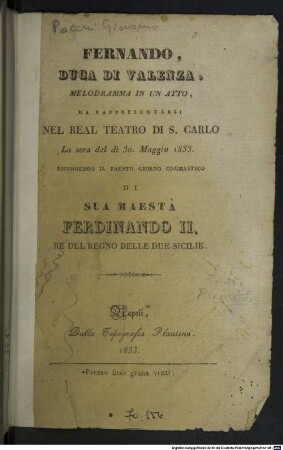 Pacini Giovanni
FERNANDO,
DUCA DI VALENZA,
MELODRAMMA IN UN ATTO,
DA RAPPRESENTARSI
NEL REAL TEATRO DI S. CARLO
La sera del dì 30. Maggio 1833.
RICORRENDO IL FAUSTO GIORNO ONOMASTICO
DI
SUA MAESTÀ
FERDINANDO II,
RE DEL REGNO DELLE DUE SICILIE.
Napoli,
Dalla Tipografia Flautina.
1833.
Prezzo fisso grana venti.